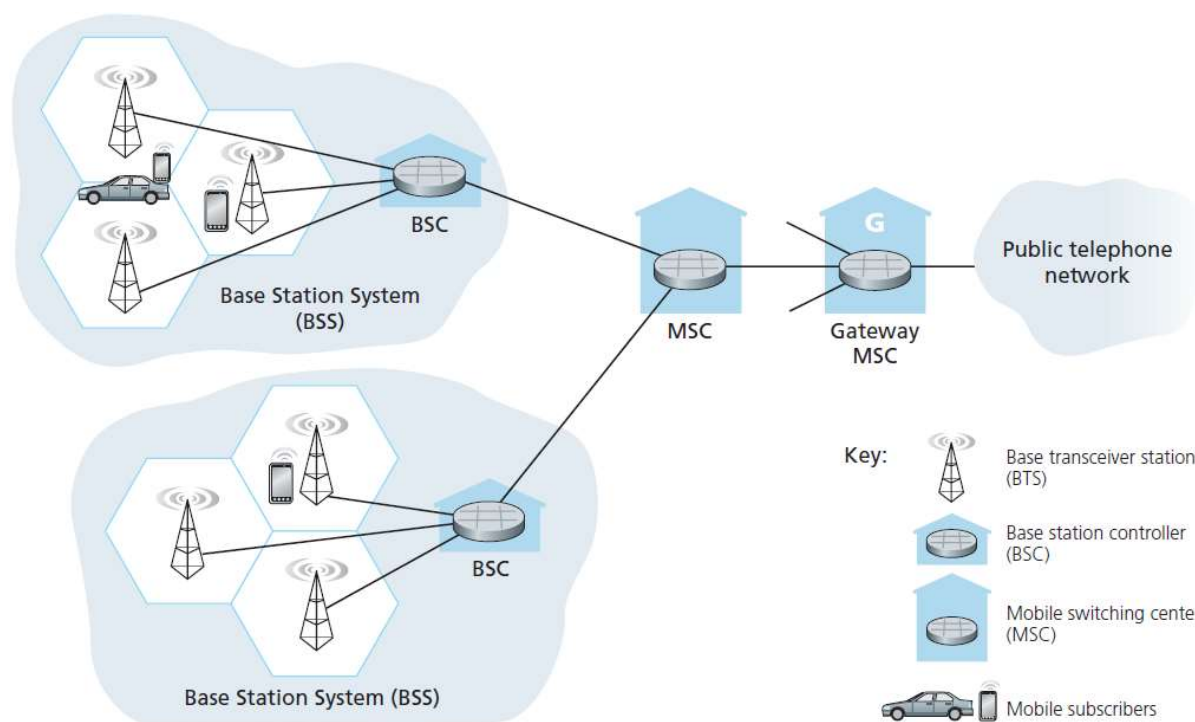 BSC
Base Station System
(BSS)
MSC
G
Gateway
MSC
Public telephone
network
BSC
Base Station System (BSS)
Key:
Base transceiver station
(BTS)
Base station controller
(BSC)
Mobile switching cente
(MSC)
Mobile subscribers